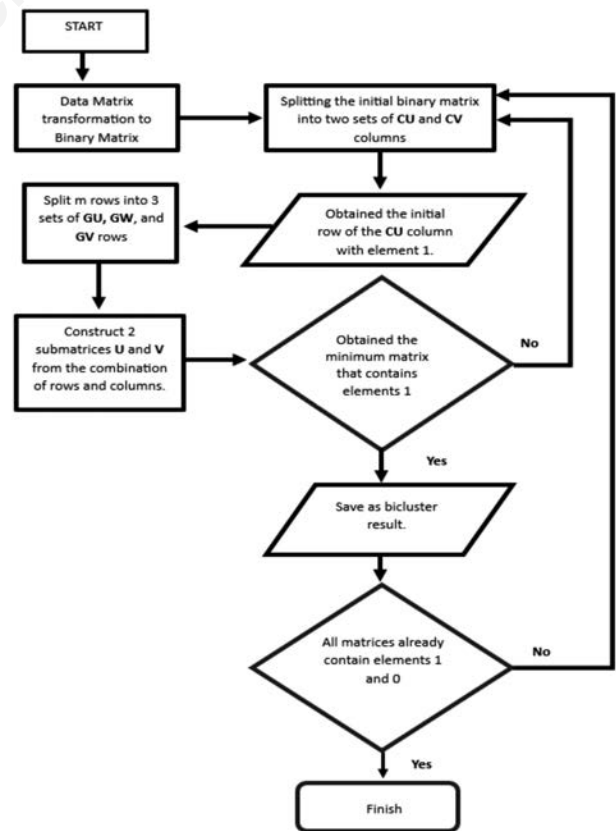 START
Data Matrix
transformation to
Binary Matrix
Splitting the initial binary matrix
into two sets of CU and CV
columns
Split m rows into 3
sets of GU, GW, and
GV rows
Obtained the initial
row of the CU column
with element 1.
Construct 2
submatrices U and V
from the combination
of rows and columns.
Obtained the
minimum matrix
that contains
elements 1
No
Yes
Save as bicluster
result.
All matrices already
contain elements 1
and 0
No
Yes
Finish